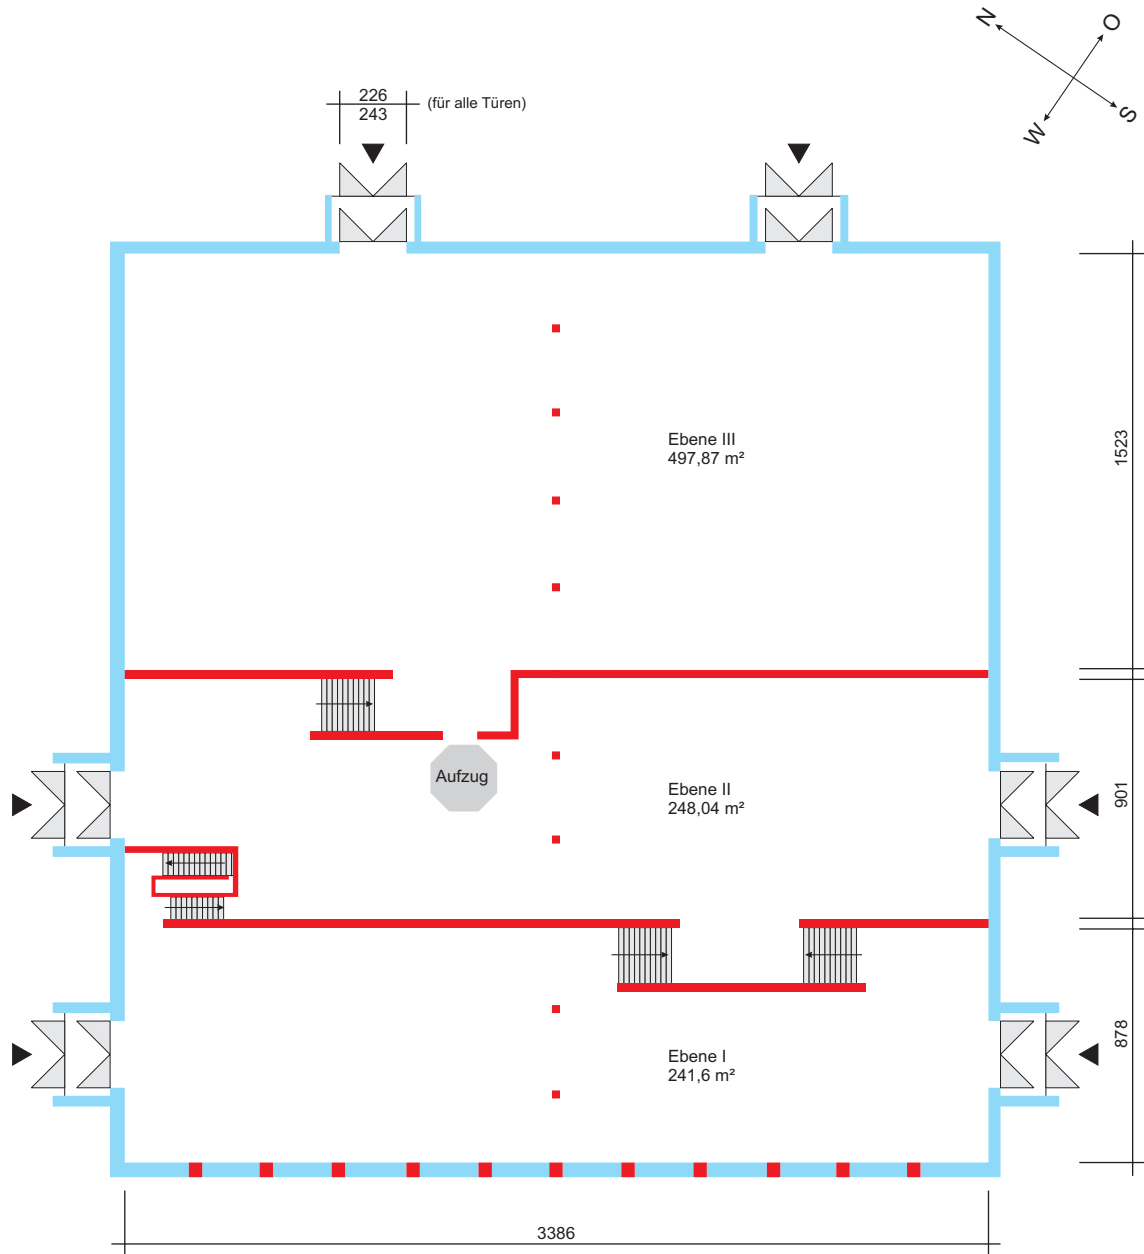 N
O
W
S
226
243
(für alle Türen)
Ebene III
497,87 m²
1523
Aufzug
Ebene II
248,04 m²
901
Ebene I
241,6 m²
878
3386